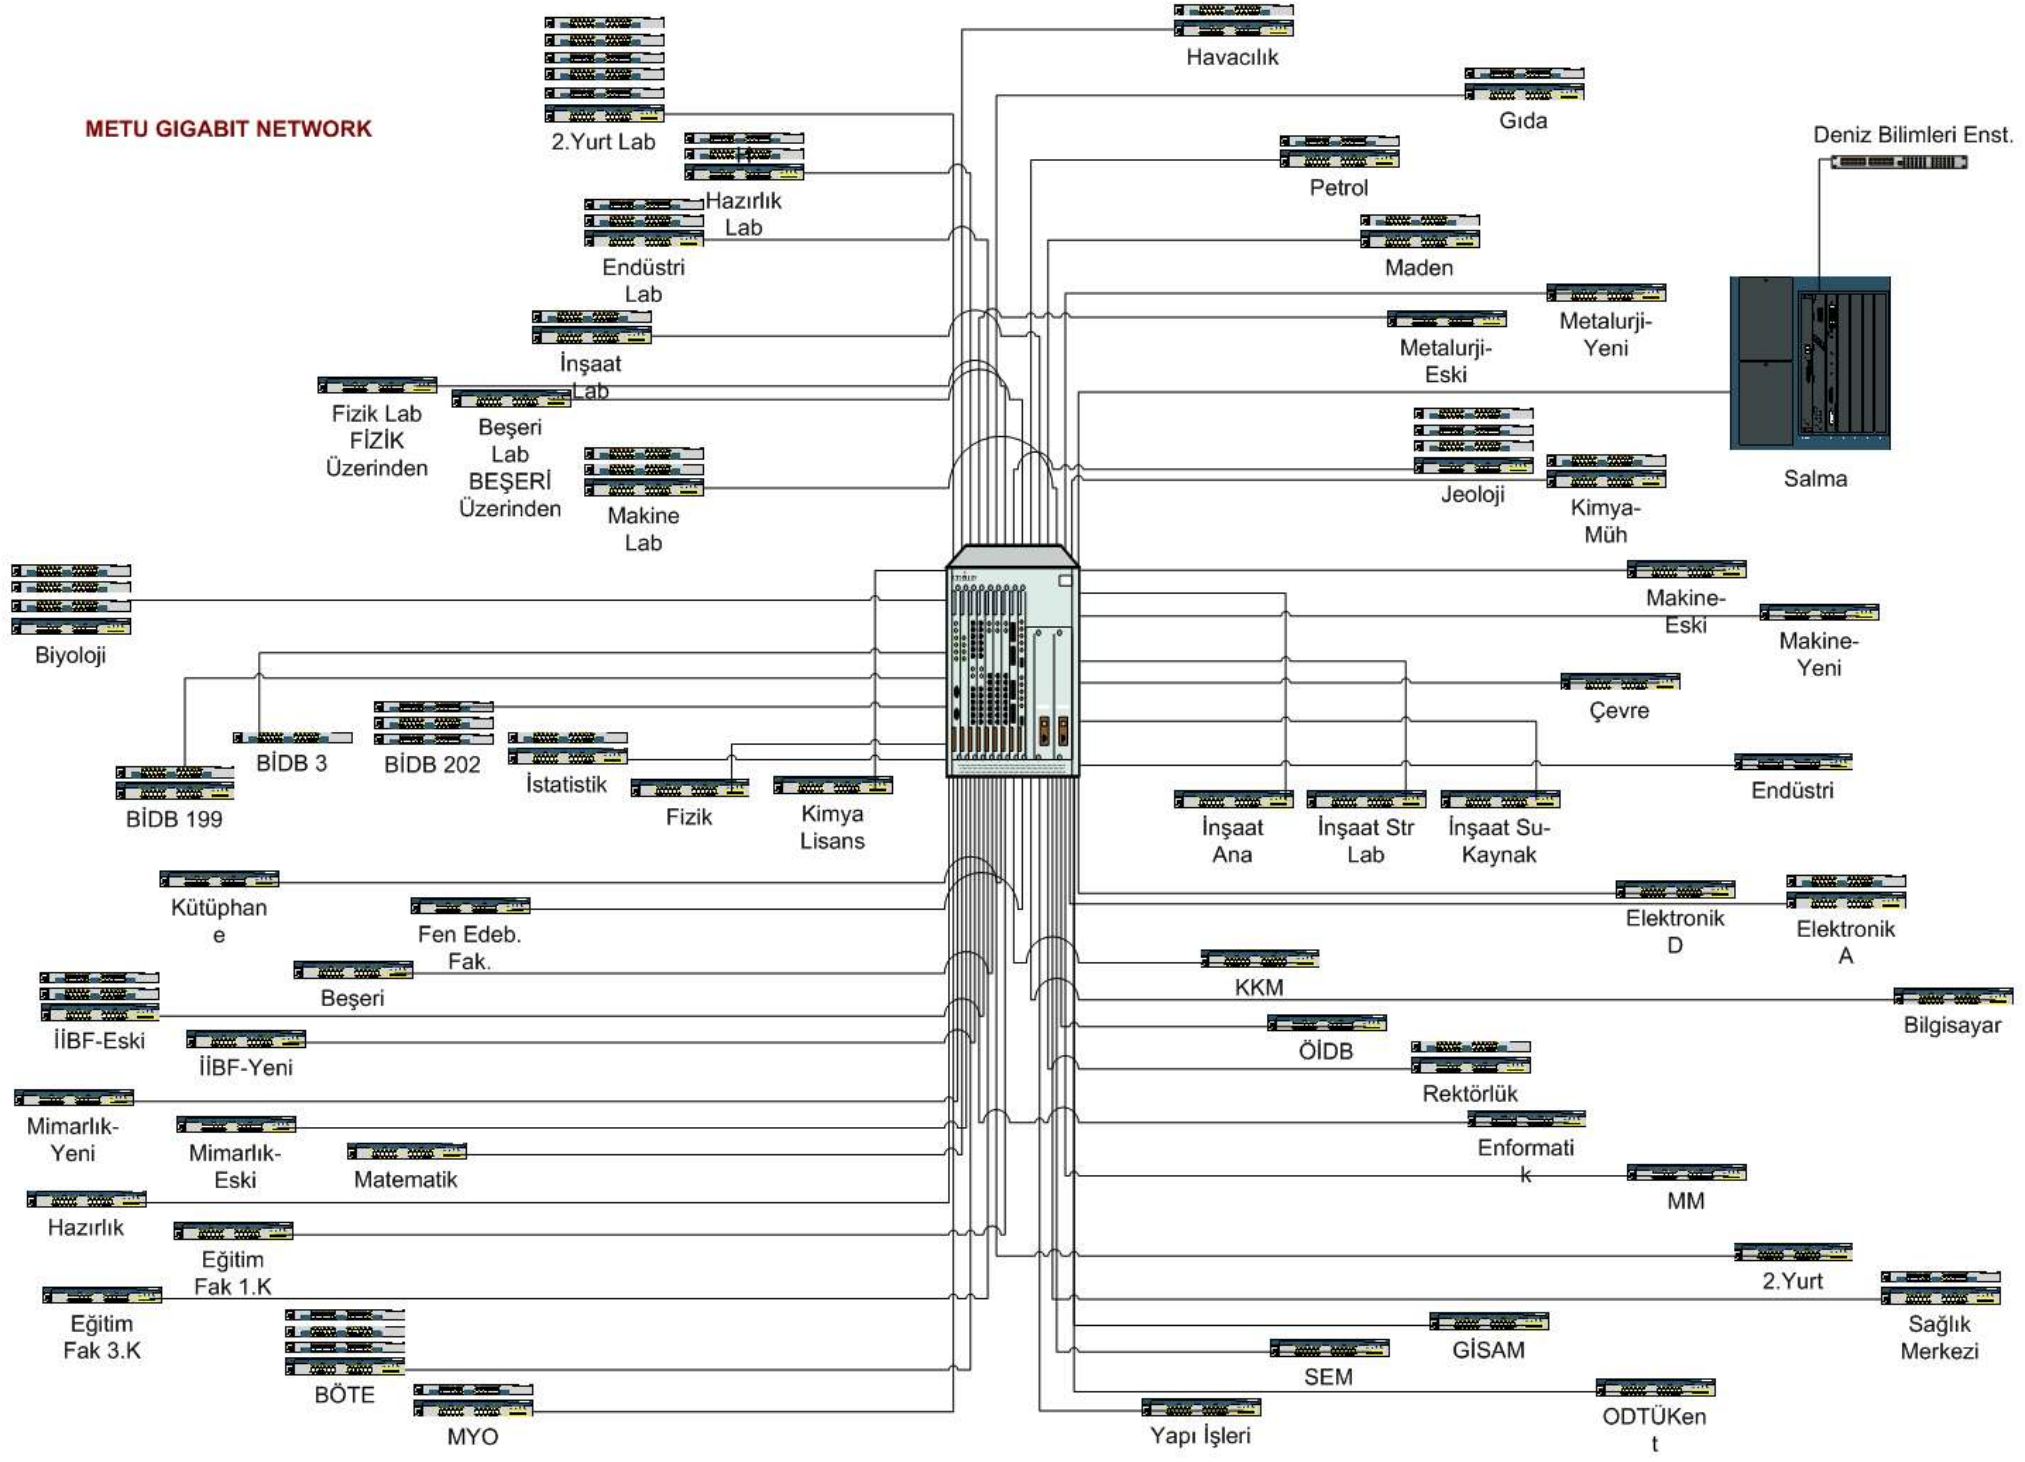 METU GIGABIT NETWORK
2.Yurt Lab
Hazırlık
Lab
Endüstri
Lab
İnşaat
Lab
Fizik Lab
FİZİK
Üzerinden
Beşeri
Lab
BEŞERİ
Üzerinden
Makine
Lab
Havacılık
Gıda
Petrol
Maden
Metalurji-
Yeni
Metalurji-
Eski
Deniz Bilimleri Enst.
Salma
Jeoloji
Kimya-
Müh
Biyoloji
BİDB 3
BİDB 199
BİDB 202
İstatistik
Fizik
Kimya
Lisans
Makine-
Eski
Makine-
Yeni
Çevre
Endüstri
İnşaat
Ana
İnşaat Str
Lab
İnşaat Su-
Kaynak
Kütüphan
e
Fen Edeb.
Fak.
Beşeri
İİBF-Eski
İİBF-Yeni
Mimarlık-
Yeni
Mimarlık-
Eski
Matematik
Hazırlık
Eğitim
Fak 1.K
Eğitim
Fak 3.K
BÖTE
MYO
Elektronik
D
Elektronik
A
KKM
Bilgisayar
ÖİDB
Rektörlük
Enformati
k
MM
2.Yurt
Sağlık
Merkezi
GİSAM
SEM
ODTÜKen
t
Yapı İşleri